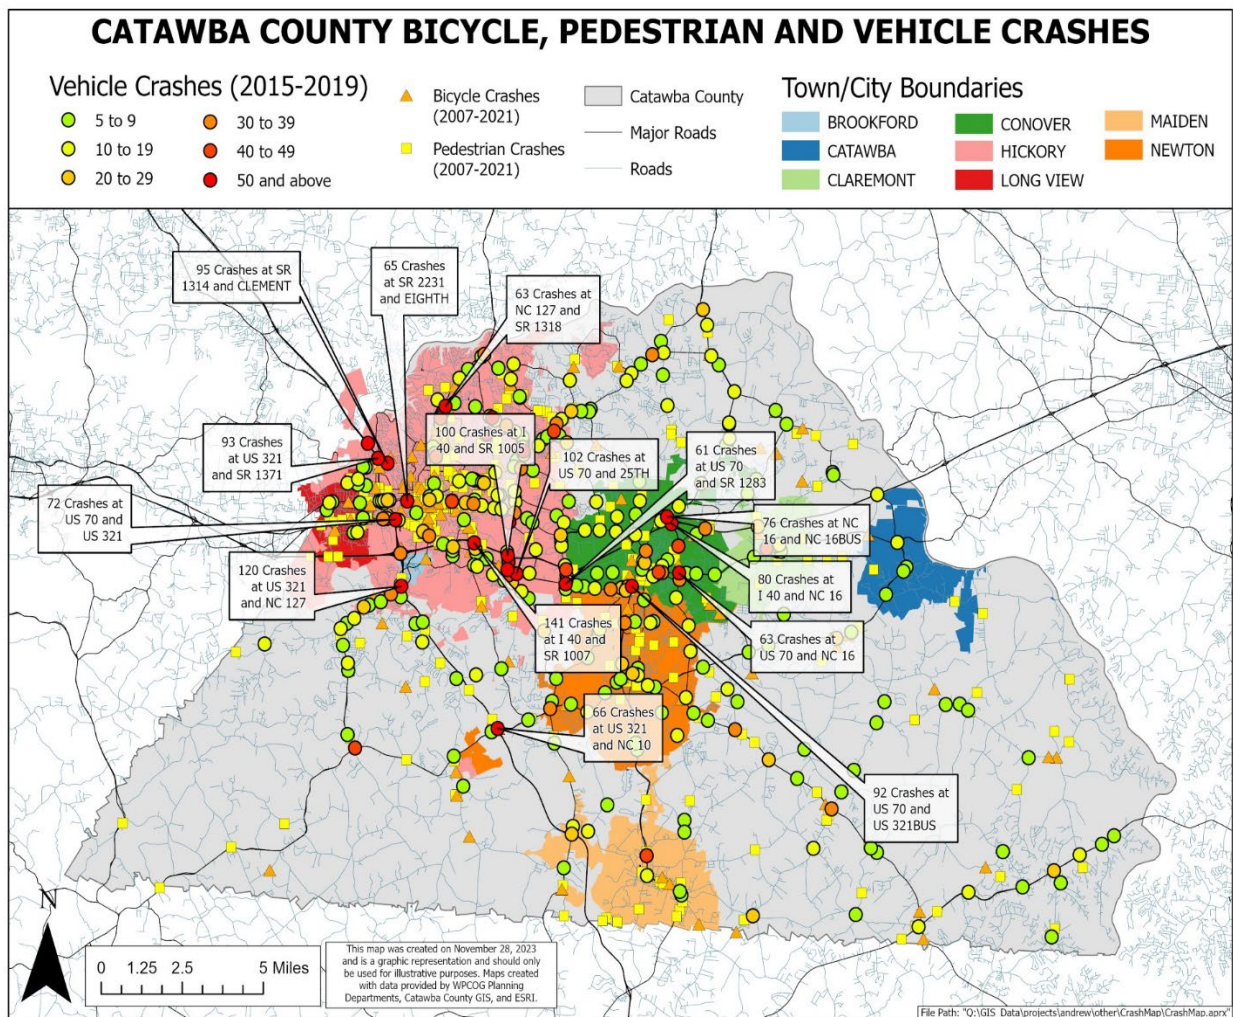 CATAWBA COUNTY BICYCLE, PEDESTRIAN AND VEHICLE CRASHES
Vehicle Crashes (2015-2019)
5 to 9
10 to 19
20 to 29
30 to 39
40 to 49
50 and above
Bicycle Crashes
(2007-2021)
Pedestrian Crashes
(2007-2021)
Catawba County
Major Roads
Roads
Town/City Boundaries
BROOKFORD
CATAWBA
CLAREMONT
CONOVER
HICKORY
LONG VIEW
MAIDEN
NEWTON
95 Crashes at SR
1314 and CLEMENT
65 Crashes
at SR 2231
and EIGHTH
63 Crashes at
NC 127 and
SR 1318
93 Crashes
at US 321
and SR 1371
100 Crashes at I
40 and SR 1005
102 Crashes at
US 70 and 25TH
61 Crashes
at US 70
and SR 1283
72 Crashes at
US 70 and
US 321
76 Crashes at NC
16 and NC 16BUS
120 Crashes
at US 321
and NC 127
80 Crashes at
I 40 and NC 16
141 Crashes
at I 40 and
SR 1007
63 Crashes at
US 70 and NC 16
66 Crashes
at US 321
and NC 10
92 Crashes at
US 70 and
US 321BUS
N
0 1.25 2.5 5 Miles
This map was created on November 28, 2023
and is a graphic representation and should only
be used for illustrative purposes. Maps created
with data provided by WPCOG Planning
Departments, Catawba County GIS, and ESRI.
File Path: "Q:\GIS_Data\projects\andrew\other\CrashMap\CrashMap.aprx"